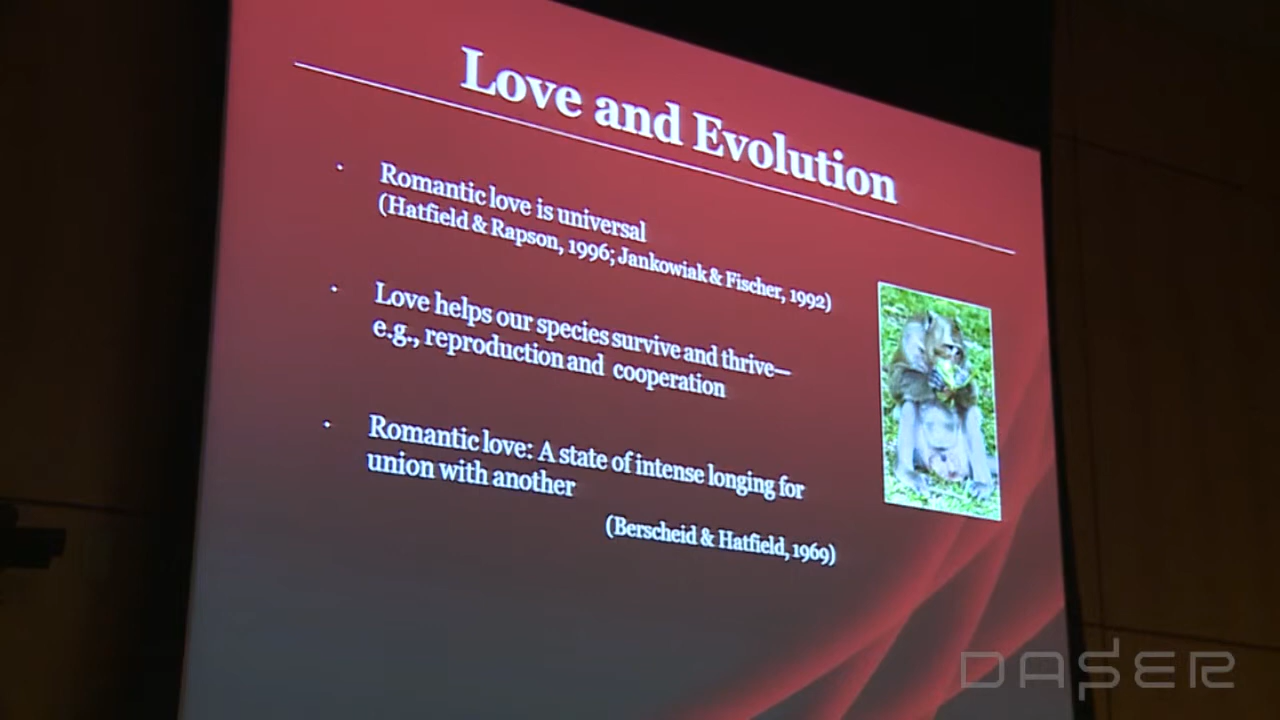 Love and Evolution
Romantic love is universal
(Hatfield & Rapson, 1996; Jankowiak & Fischer, 1992)
Love helps our species survive and thrive—
e.g., reproduction and cooperation
Romantic love: A state of intense longing for
union with another
(Berscheid & Hatfield, 1969)
DASER